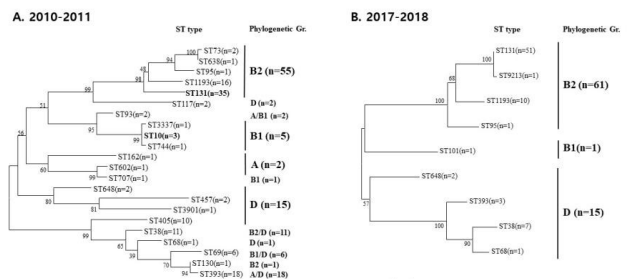 A. 2010-2011
ST type
Phylogenetic Gr.
ST73(n=2)
ST638(n=1)
ST95(n=1)
ST1193(n=16)
ST131(n=35)
ST117(n=2)
ST93(n=2)
ST3337(n=1)
ST10(n=3)
ST744(n=1)
ST162(n=1)
ST602(n=1)
ST707(n=1)
ST648(n=2)
ST457(n=2)
ST3901(n=1)
ST405(n=10)
ST38(n=11)
ST68(n=1)
ST69(n=6)
ST130(n=1)
ST393(n=18)
B2 (n=55)
D (n=2)
A/B1 (n=2)
B1 (n=5)
A (n=2)
B1 (n=1)
D (n=15)
B2/D (n=11)
D (n=1)
B1/D (n=6)
B2 (n=1)
A/D (n=18)
100
94
48
98
99
51
95
99
56
60
99
80
81
99
65
39
70
94
B. 2017-2018
ST type
Phylogenetic Gr.
ST131(n=51)
ST9213(n=1)
ST1193(n=10)
ST95(n=1)
ST101(n=1)
ST648(n=2)
ST393(n=3)
ST38(n=7)
ST68(n=1)
B2 (n=61)
B1(n=1)
D (n=15)
100
68
100
57
100
90